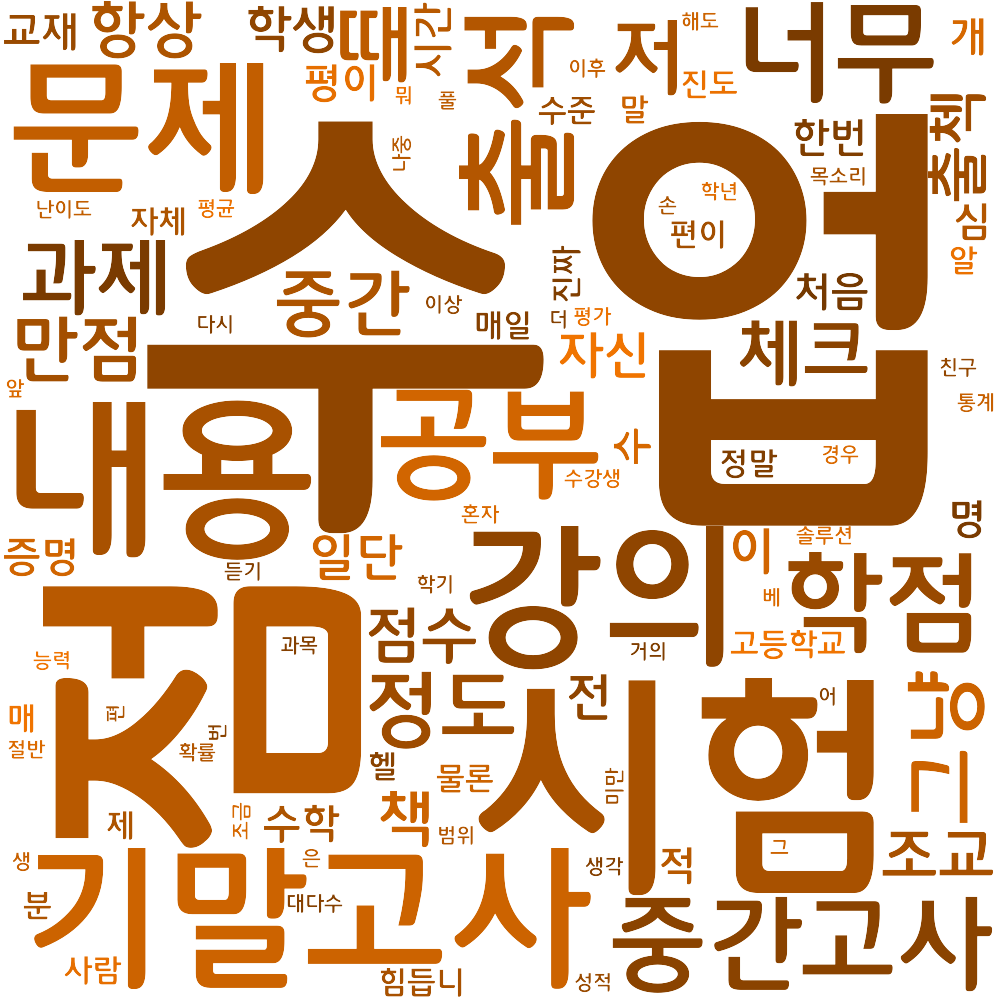 교재
항상
학생
때
시간
석
저
해도
너무
개
문제
평이
뭐
풀
이후
수준
말
진도
출
한번
출첵
나중
목소리
난이도
자체
평균
수업
손
학년
편이
심
알
과제
중간
이상
진짜
처음
만점
다시
매일
더
평가
자신
체크
친구
앞
통계
내용
공부
수
정말
경우
수강생
혼자
명
증명
듣기
일단
학기
강의
이
솔루션
학점
베
교
점수
과목
거의
고등학교
능력
정도
전
시험
어
그냥
매
절반
편
번
확률
헬
물론
미만
제
조금
수학
책
범위
조교
생
기말고사
은
생각
적
그
분
대다수
중간고사
사람
힘듭니
성적